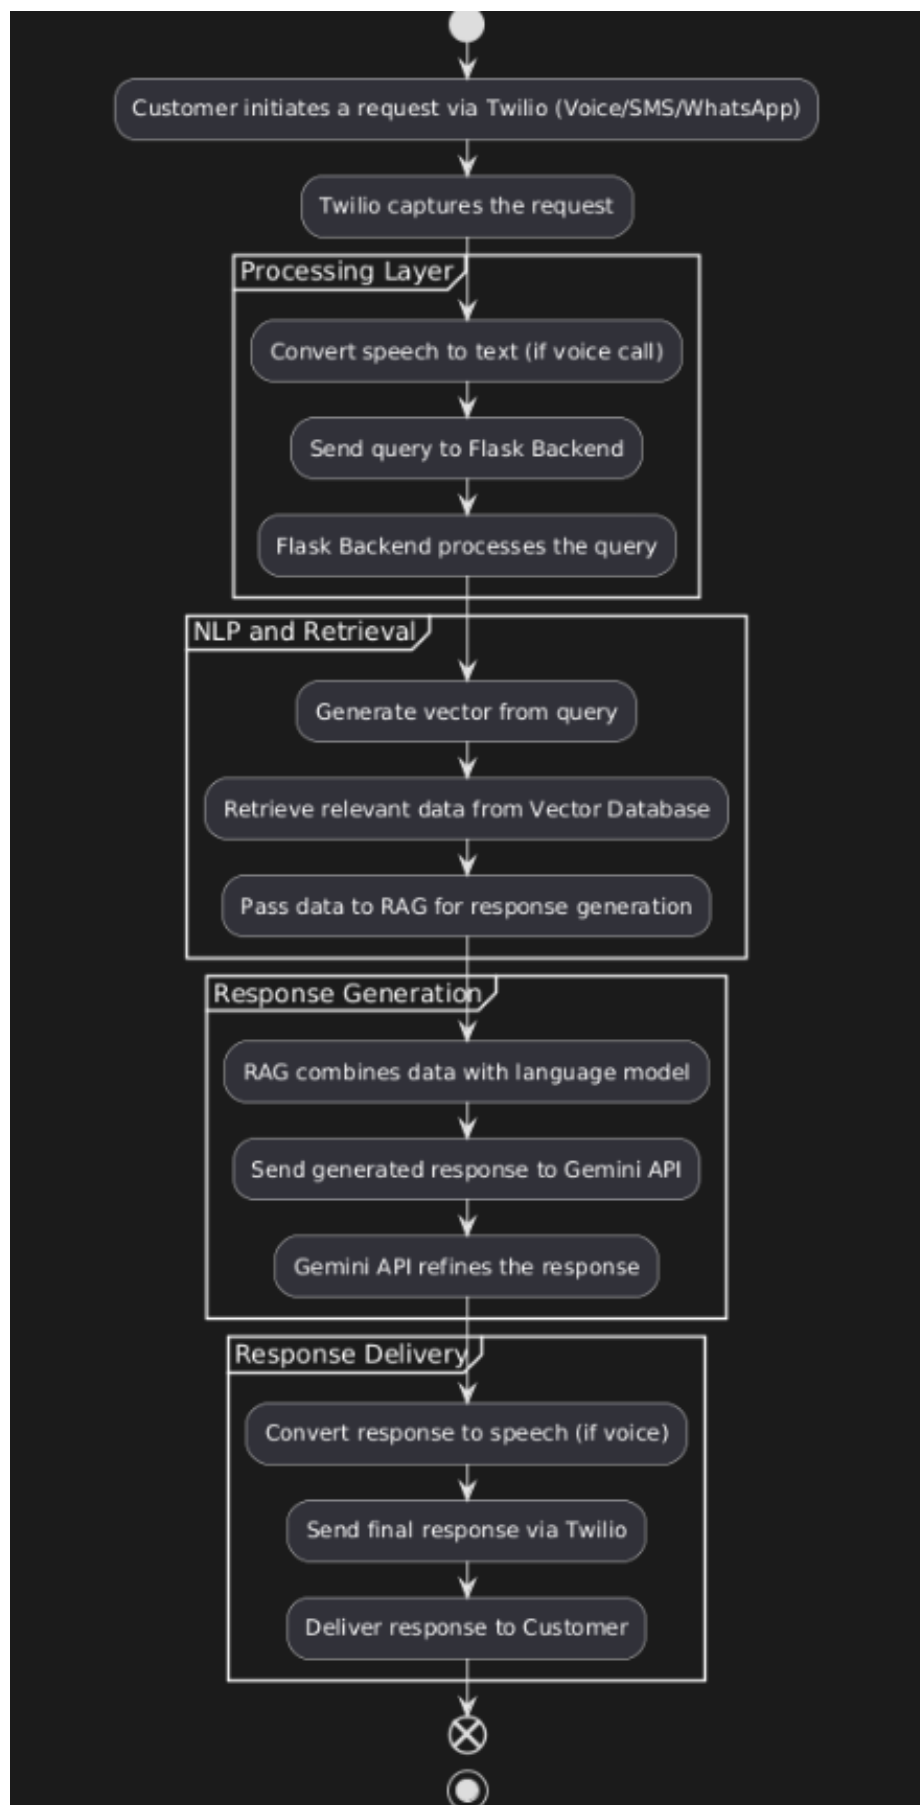 Customer initiates a request via Twilio (Voice/SMS/WhatsApp)
Twilio captures the request
Processing Layer
Convert speech to text (if voice call)
Send query to Flask Backend
Flask Backend processes the query
NLP and Retrieval
Generate vector from query
Retrieve relevant data from Vector Database
Pass data to RAG for response generation
Response Generation
RAG combines data with language model
Send generated response to Gemini API
Gemini API refines the response
Response Delivery
Convert response to speech (if voice)
Send final response via Twilio
Deliver response to Customer